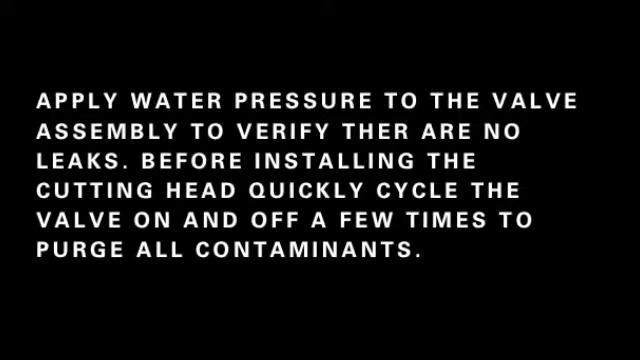 APPLY WATER PRESSURE TO THE VALVE
ASSEMBLY TO VERIFY THER ARE NO
LEAKS. BEFORE INSTALLING THE
CUTTING HEAD QUICKLY CYCLE THE
VALVE ON AND OFF A FEW TIMES TO
PURGE ALL CONTAMINANTS.